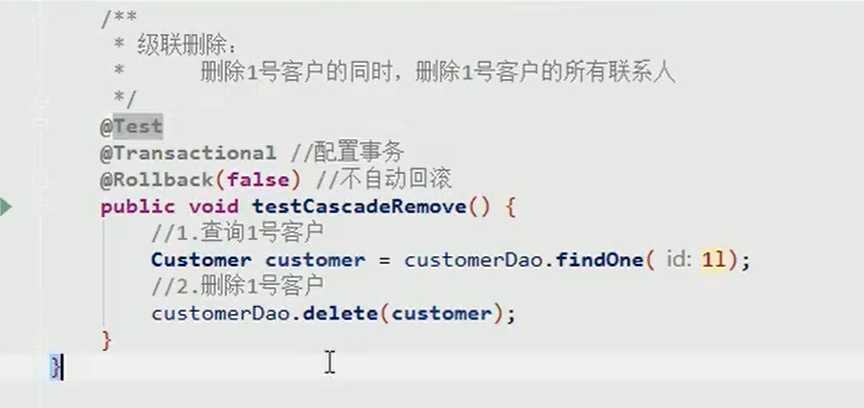 /**
* 级联删除：
* 删除1号客户的同时，删除1号客户的所有联系人
*/
@Test
@Transactional //配置事务
@Rollback(false) //不自动回滚
public void testCascadeRemove() {
//1.查询1号客户
Customer customer = customerDao.findOne( id: 1l);
//2.删除1号客户
customerDao.delete(customer);
}
}